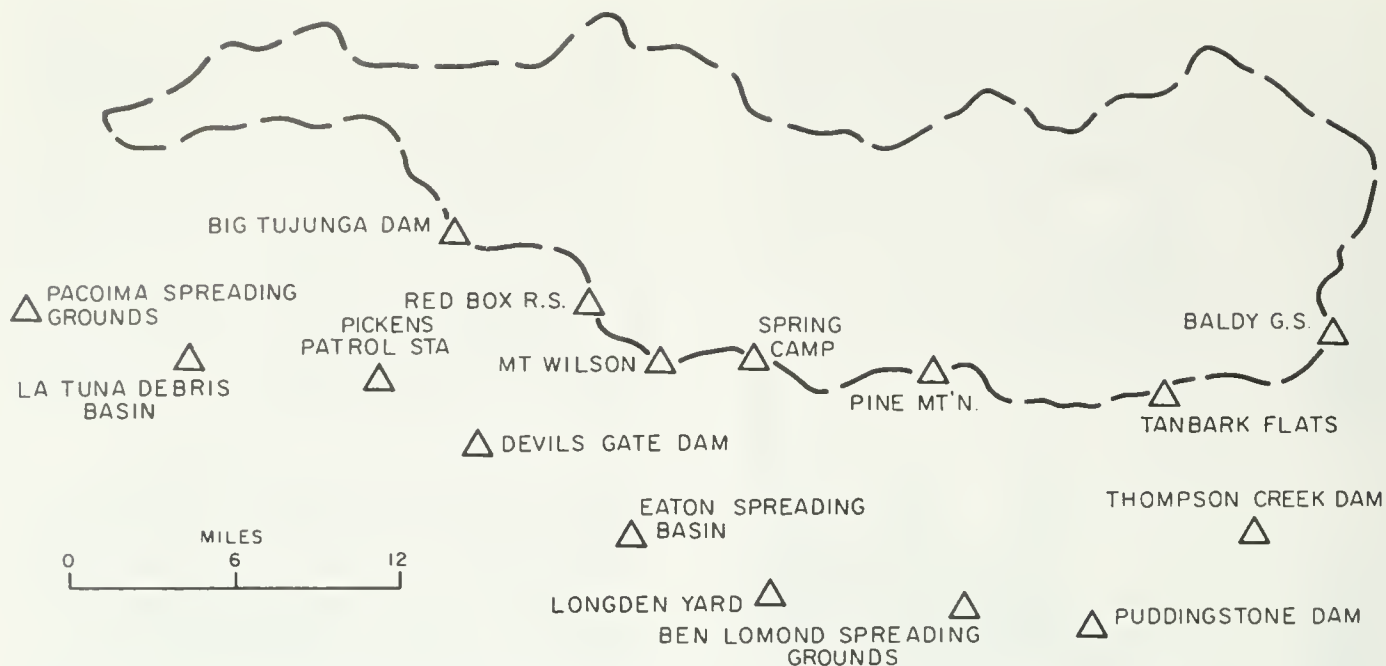 BIG TUJUNGA DAM
PACOIMA SPREADING
GROUNDS
RED BOX R.S.
PICKENS
PATROL STA
SPRING
CAMP
BALDY G.S.
LA TUNA DEBRIS
BASIN
MT WILSON
PINE MT'N.
TANBARK FLATS
DEVILS GATE DAM
EATON SPREADING
BASIN
THOMPSON CREEK DAM
MILES
0 6 12
LONGDEN YARD
BEN LOMOND SPREADING
GROUNDS
PUDDINGSTONE DAM